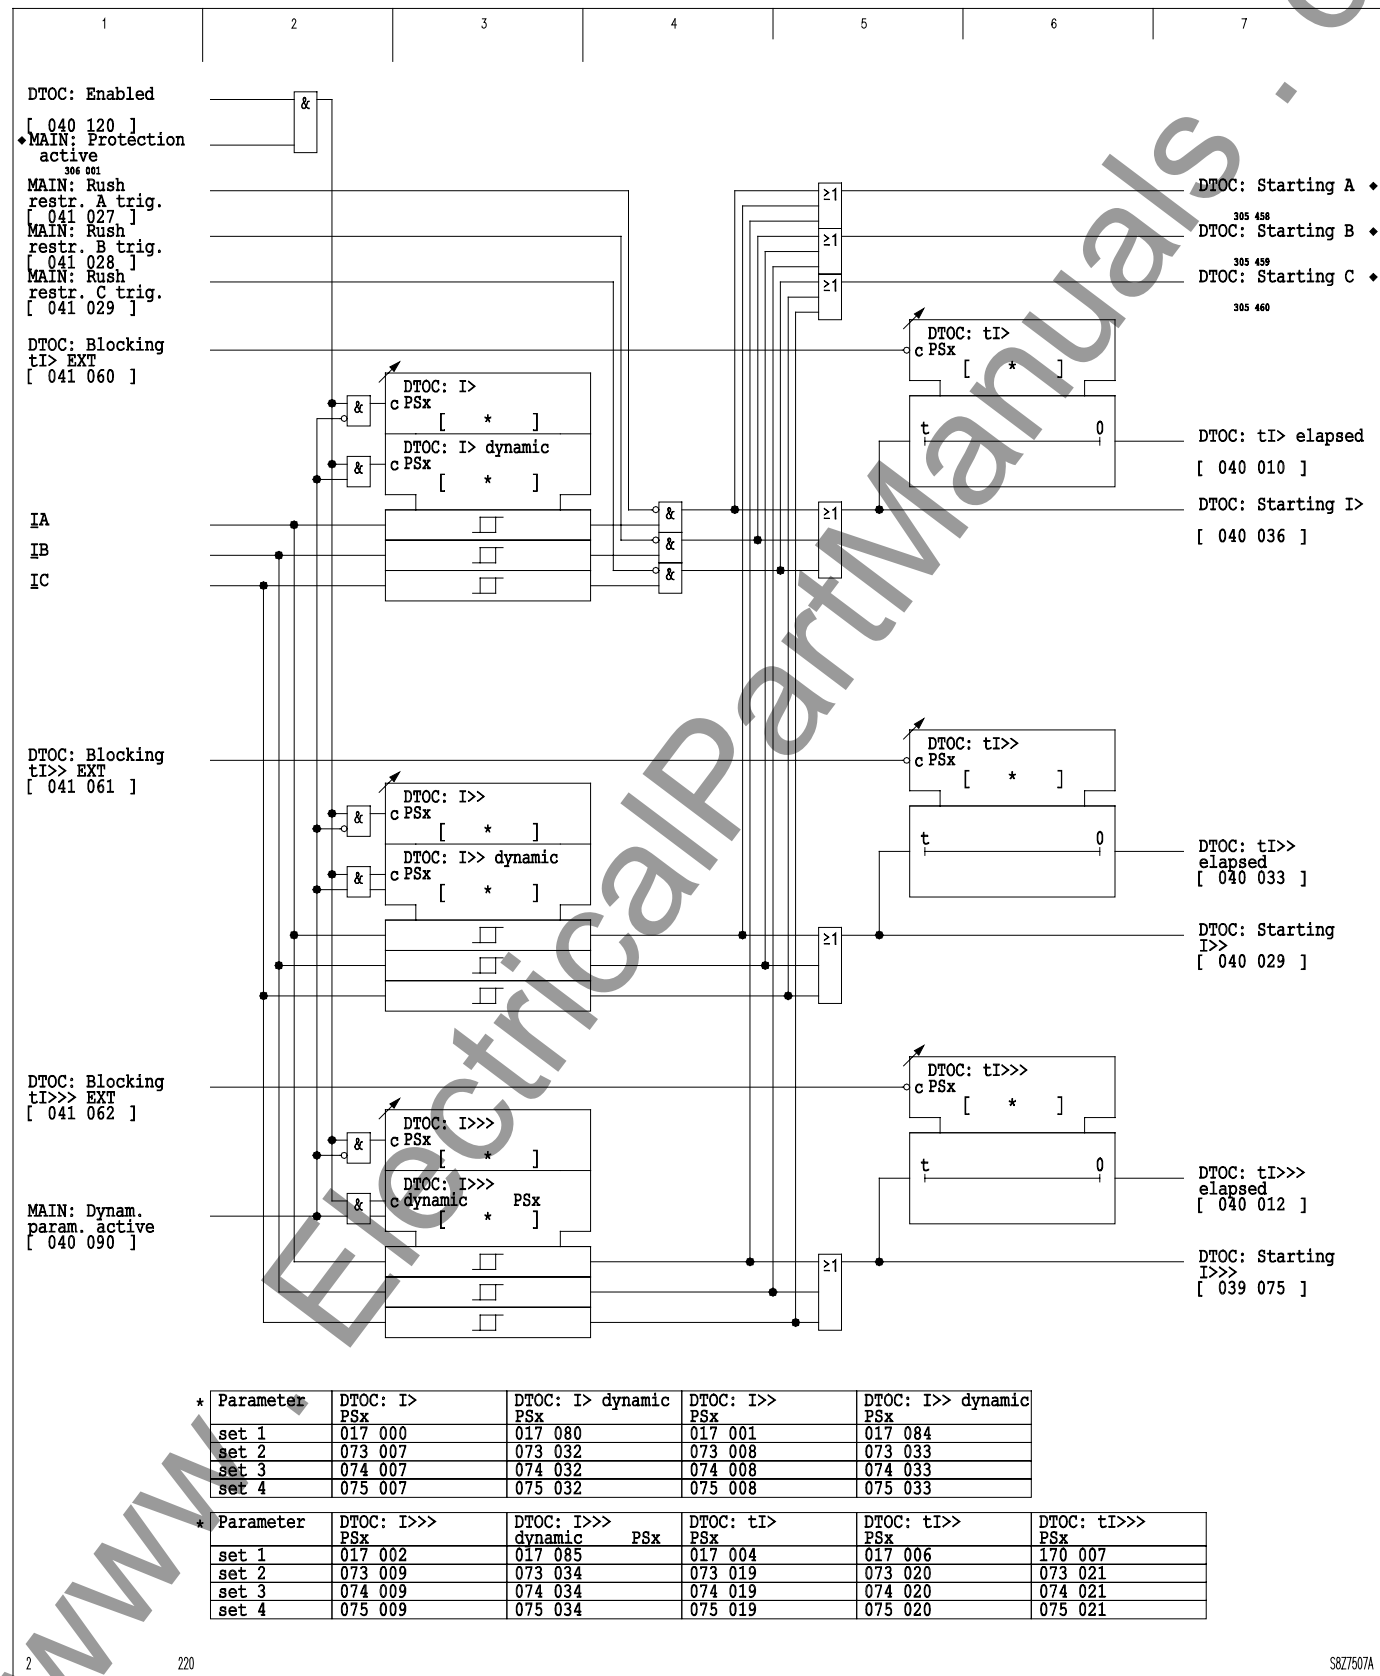 1 2 3 4 5 6 7
DTOC: Enabled
[ 040 120 ]
◆MAIN: Protection
active
306 001
MAIN: Rush
restr. A trig.
[ 041 027 ]
MAIN: Rush
restr. B trig.
[ 041 028 ]
MAIN: Rush
restr. C trig.
[ 041 029 ]
DTOC: Blocking
tI> EXT
[ 041 060 ]
&
≥1
≥1
≥1
DTOC: Starting A ◆
305 458
DTOC: Starting B ◆
305 459
DTOC: Starting C ◆
305 460
DTOC: tI>
c PSx
[ * ]
t 0
DTOC: tI> elapsed
[ 040 010 ]
DTOC: Starting I>
[ 040 036 ]
&
DTOC: I>
c PSx
[ * ]
&
DTOC: I> dynamic
c PSx
[ * ]
IA
IB
IC
&
&
&
≥1
DTOC: Blocking
tI>> EXT
[ 041 061 ]
DTOC: tI>>
c PSx
[ * ]
t 0
DTOC: tI>>
elapsed
[ 040 033 ]
DTOC: Starting
I>>
[ 040 029 ]
&
DTOC: I>>
c PSx
[ * ]
&
DTOC: I>> dynamic
c PSx
[ * ]
≥1
DTOC: Blocking
tI>>> EXT
[ 041 062 ]
DTOC: tI>>>
c PSx
[ * ]
t 0
DTOC: tI>>>
elapsed
[ 040 012 ]
DTOC: Starting
I>>>
[ 039 075 ]
&
DTOC: I>>>
c PSx
[ * ]
MAIN: Dynam.
param. active
[ 040 090 ]
&
DTOC: I>>>
c dynamic PSx
[ * ]
≥1
* Parameter DTOC: I> PSx DTOC: I> dynamic PSx DTOC: I>> PSx DTOC: I>> dynamic PSx
set 1 017 000 017 080 017 001 017 084
set 2 073 007 073 032 073 008 073 033
set 3 074 007 074 032 074 008 074 033
set 4 075 007 075 032 075 008 075 033
* Parameter DTOC: I>>> PSx DTOC: I>>> dynamic PSx DTOC: tI> PSx DTOC: tI>> PSx DTOC: tI>>> PSx
set 1 017 002 017 085 017 004 017 006 170 007
set 2 073 009 073 034 073 019 073 020 073 021
set 3 074 009 074 034 074 019 074 020 074 021
set 4 075 009 075 034 075 019 075 020 075 021
2 220 S8Z7507A
www . ElectricalPartManuals .